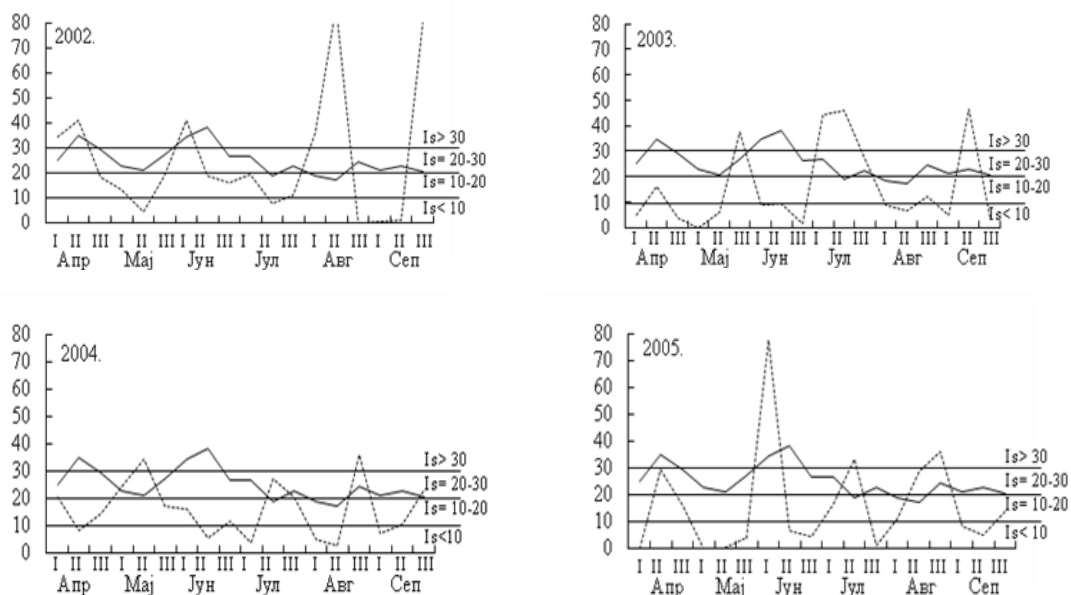 2002.
80
70
60
50
40
30
20
10
0
Is> 30
Is= 20-30
Is= 10-20
Is< 10
I II III I II III I II III I II III I II III I II III
Апр Мај Јун Јул Авг Сеп
2003.
80
70
60
50
40
30
20
10
0
Is> 30
Is= 20-30
Is= 10-20
Is< 10
I II III I II III I II III I II III I II III I II III
Апр Мај Јун Јул Авг Сеп
2004.
80
70
60
50
40
30
20
10
0
Is> 30
Is= 20-30
Is= 10-20
Is<10
I II III I II III I II III I II III I II III I II III
Апр Мај Јун Јул Авг Сеп
2005.
80
70
60
50
40
30
20
10
0
Is> 30
Is= 20-30
Is= 10-20
Is< 10
I II III I II III I II III I II III I II III I II III
Апр Мај Јун Јул Авг Сеп